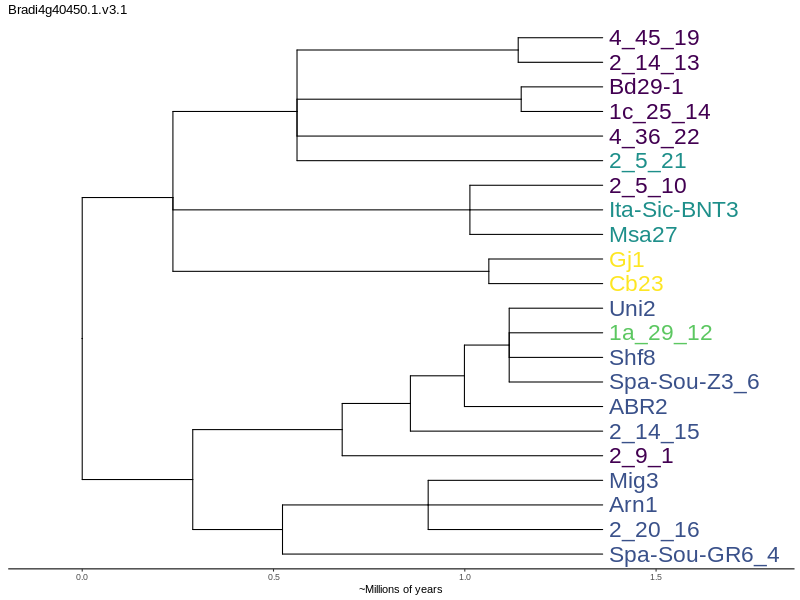 Bradi4g40450.1.v3.1
4_45_19
2_14_13
Bd29-1
1c_25_14
4_36_22
2_5_21
2_5_10
Ita-Sic-BNT3
Msa27
Gj1
Cb23
Uni2
1a_29_12
Shf8
Spa-Sou-Z3_6
ABR2
2_14_15
2_9_1
Mig3
Arn1
2_20_16
Spa-Sou-GR6_4
0.0 0.5 1.0 1.5
~Millions of years